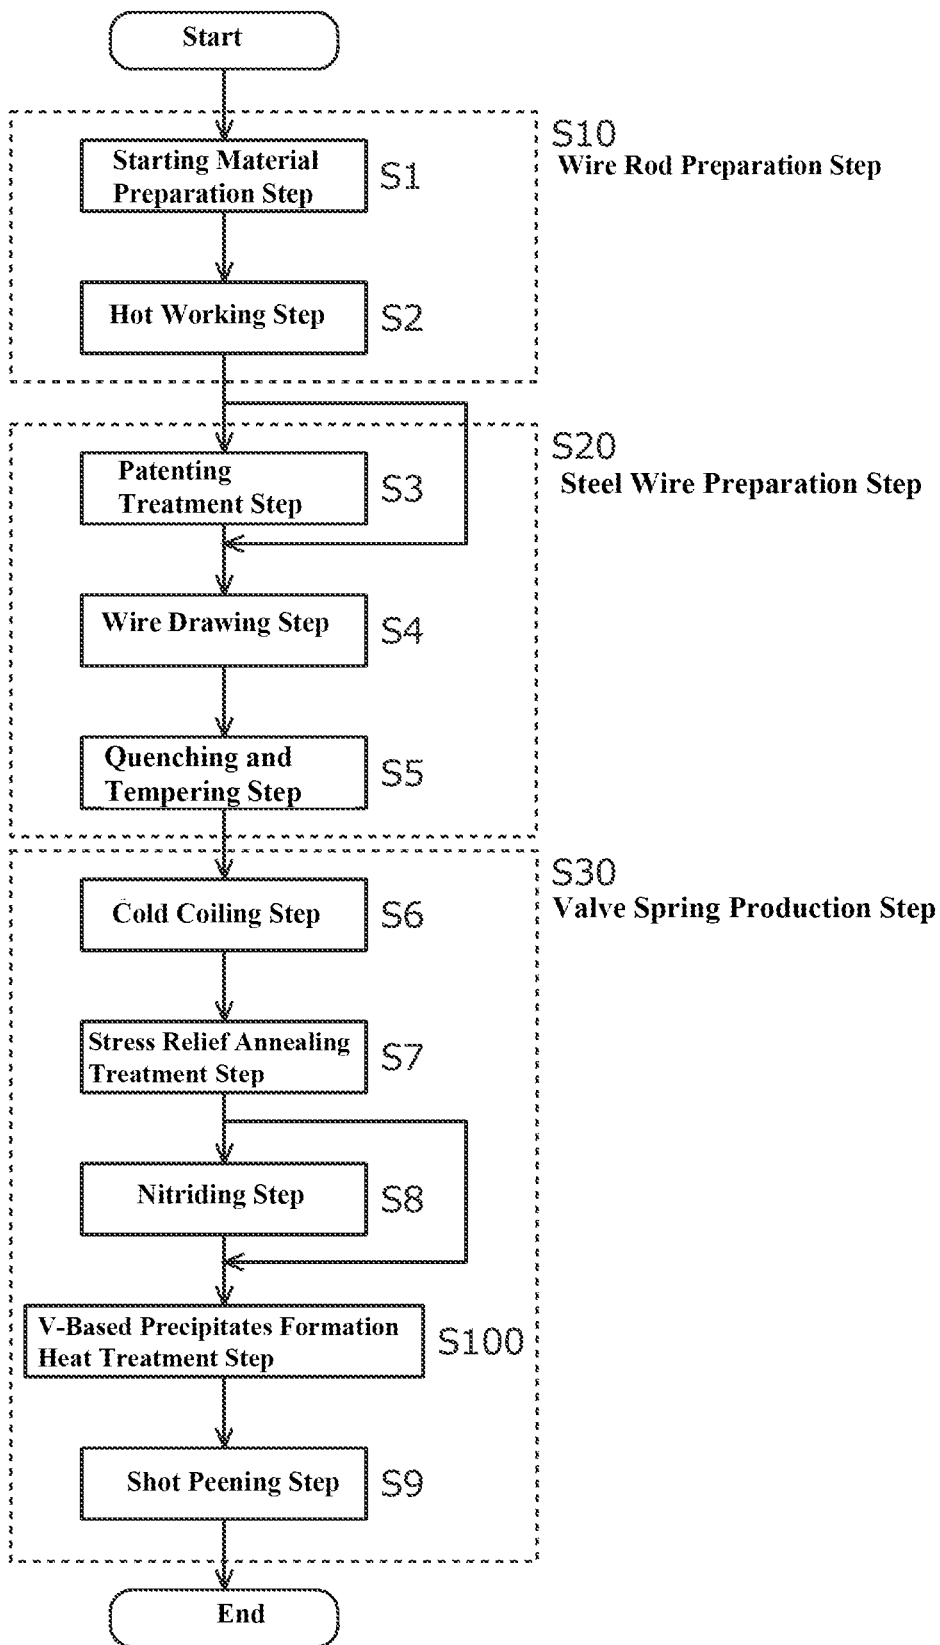 Start
S10
Wire Rod Preparation Step
Starting Material
Preparation Step
S1
Hot Working Step
S2
S20
Steel Wire Preparation Step
Patenting
Treatment Step
S3
Wire Drawing Step
S4
Quenching and
Tempering Step
S5
S30
Valve Spring Production Step
Cold Coiling Step
S6
Stress Relief Annealing
Treatment Step
S7
Nitriding Step
S8
V-Based Precipitates Formation
Heat Treatment Step
S100
Shot Peening Step
S9
End